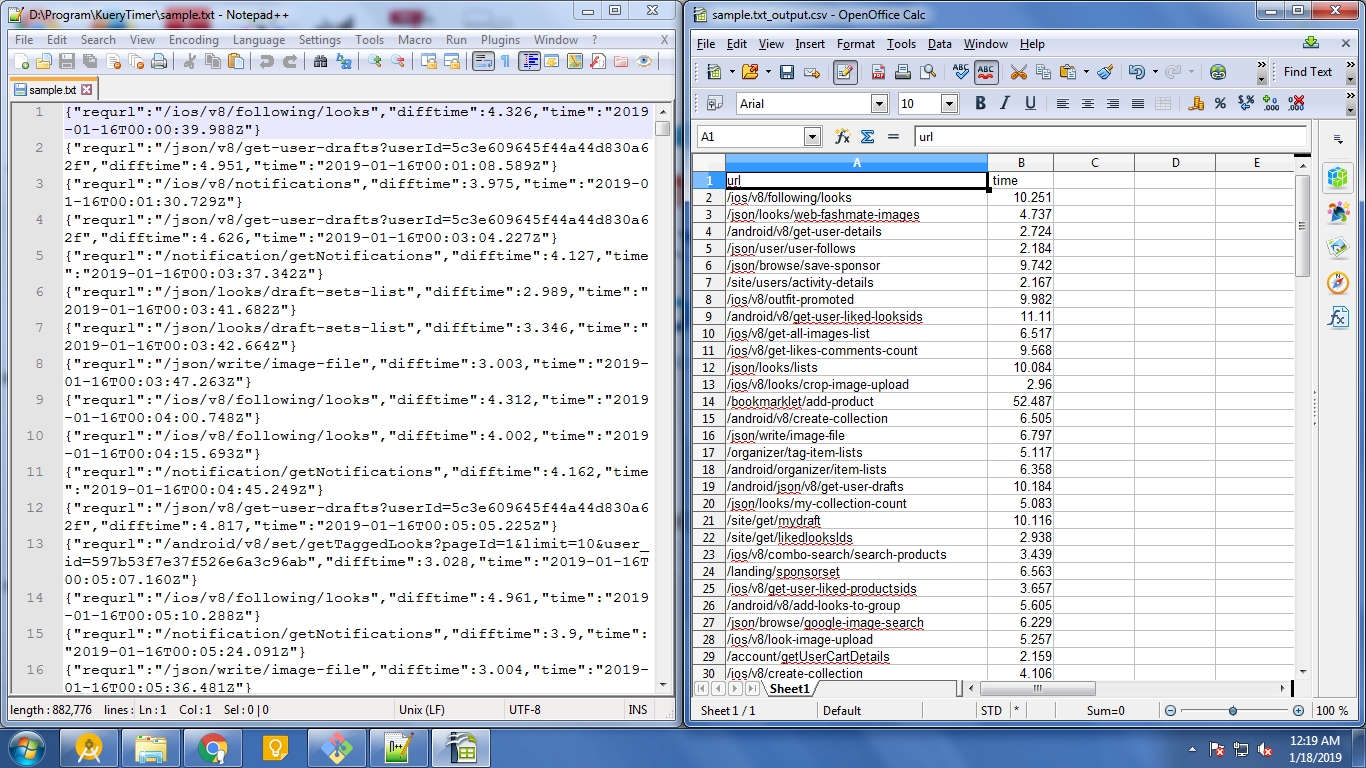 D:\Program\KueryTimer\sample.txt - Notepad++
File Edit Search View Encoding Language Settings Tools Macro Run Plugins Window ? X
sample.txt
1 {"requrl":"/ios/v8/following/looks","difftime":4.326,"time":"2019
-01-16T00:00:39.988Z"}
2 {"requrl":"/json/v8/get-user-drafts?userId=5c3e609645f44a44d830a6
2f","difftime":4.951,"time":"2019-01-16T00:01:08.589Z"}
3 {"requrl":"/ios/v8/notifications","difftime":3.975,"time":"2019-0
1-16T00:01:30.729Z"}
4 {"requrl":"/json/v8/get-user-drafts?userId=5c3e609645f44a44d830a6
2f","difftime":4.626,"time":"2019-01-16T00:03:04.227Z"}
5 {"requrl":"/notification/getNotifications","difftime":4.127,"time
":"2019-01-16T00:03:37.342Z"}
6 {"requrl":"/json/looks/draft-sets-list","difftime":2.989,"time":"
2019-01-16T00:03:41.682Z"}
7 {"requrl":"/json/looks/draft-sets-list","difftime":3.346,"time":"
2019-01-16T00:03:42.664Z"}
8 {"requrl":"/json/write/image-file","difftime":3.003,"time":"2019-
01-16T00:03:47.263Z"}
9 {"requrl":"/ios/v8/following/looks","difftime":4.312,"time":"2019
-01-16T00:04:00.748Z"}
10 {"requrl":"/ios/v8/following/looks","difftime":4.002,"time":"2019
-01-16T00:04:15.693Z"}
11 {"requrl":"/notification/getNotifications","difftime":4.162,"time
":"2019-01-16T00:04:45.249Z"}
12 {"requrl":"/json/v8/get-user-drafts?userId=5c3e609645f44a44d830a6
2f","difftime":4.817,"time":"2019-01-16T00:05:05.225Z"}
13 {"requrl":"/android/v8/set/getTaggedLooks?pageId=1&limit=10&user_
id=597b53f7e37f526e6a3c96ab","difftime":3.028,"time":"2019-01-16T
00:05:07.160Z"}
14 {"requrl":"/ios/v8/following/looks","difftime":4.961,"time":"2019
-01-16T00:05:10.288Z"}
15 {"requrl":"/notification/getNotifications","difftime":3.9,"time":
"2019-01-16T00:05:24.091Z"}
16 {"requrl":"/json/write/image-file","difftime":3.004,"time":"2019-
01-16T00:05:36.481Z"}
length : 882,776 lines : Ln : 1 Col : 1 Sel : 0 | 0 Unix (LF) UTF-8 INS
sample.txt_output.csv - OpenOffice Calc
File Edit View Insert Format Tools Data Window Help
Find Text
Arial 10 B I U
A1 url
A B C D E
1 url time
2 /ios/v8/following/looks 10.251
3 /json/looks/web-fashmate-images 4.737
4 /android/v8/get-user-details 2.724
5 /json/user/user-follows 2.184
6 /json/browse/save-sponsor 9.742
7 /site/users/activity-details 2.167
8 /ios/v8/outfit-promoted 9.982
9 /android/v8/get-user-liked-looksids 11.11
10 /ios/v8/get-all-images-list 6.517
11 /ios/v8/get-likes-comments-count 9.568
12 /json/looks/lists 10.084
13 /ios/v8/looks/crop-image-upload 2.96
14 /bookmarklet/add-product 52.487
15 /android/v8/create-collection 6.505
16 /json/write/image-file 6.797
17 /organizer/tag-item-lists 5.117
18 /android/organizer/item-lists 6.358
19 /android/json/v8/get-user-drafts 10.184
20 /json/looks/my-collection-count 5.083
21 /site/get/mydraft 10.116
22 /site/get/likedlooksIds 2.938
23 /ios/v8/combo-search/search-products 3.439
24 /landing/sponsorset 6.563
25 /ios/v8/get-user-liked-productsids 3.657
26 /android/v8/add-looks-to-group 5.605
27 /json/browse/google-image-search 6.229
28 /ios/v8/look-image-upload 5.257
29 /account/getUserCartDetails 2.159
30 /ios/v8/create-collection 4.106
Sheet1
Sheet 1 / 1 Default STD * Sum=0 100 %
12:19 AM
1/18/2019